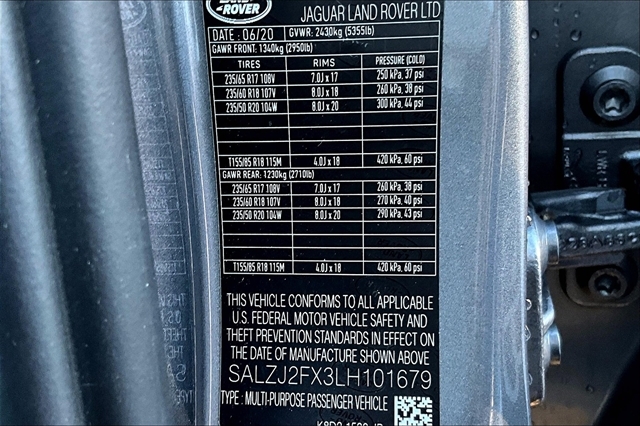 ROVER
JAGUAR LAND ROVER LTD
DATE : 06/20 GVWR: 2430kg (5355lb)
GAWR FRONT: 1340kg (2950lb)
TIRES RIMS PRESSURE (COLD)
235/65 R17 108V 7.0J x 17 250 kPa, 37 psi
235/60 R18 107V 8.0J x 18 260 kPa, 38 psi
235/50 R20 104W 8.0J x 20 300 kPa, 44 psi
T155/85 R18 115M 4.0J x 18 420 kPa, 60 psi
GAWR REAR: 1230kg (2710lb)
235/65 R17 108V 7.0J x 17 260 kPa, 38 psi
235/60 R18 107V 8.0J x 18 270 kPa, 40 psi
235/50 R20 104W 8.0J x 20 290 kPa, 43 psi
T155/85 R18 115M 4.0J x 18 420 kPa, 60 psi
THIS VEHICLE CONFORMS TO ALL APPLICABLE
U.S. FEDERAL MOTOR VEHICLE SAFETY AND
THEFT PREVENTION STANDARDS IN EFFECT ON
THE DATE OF MANUFACTURE SHOWN ABOVE
SALZJ2FX3LH101679
TYPE : MULTI-PURPOSE PASSENGER VEHICLE